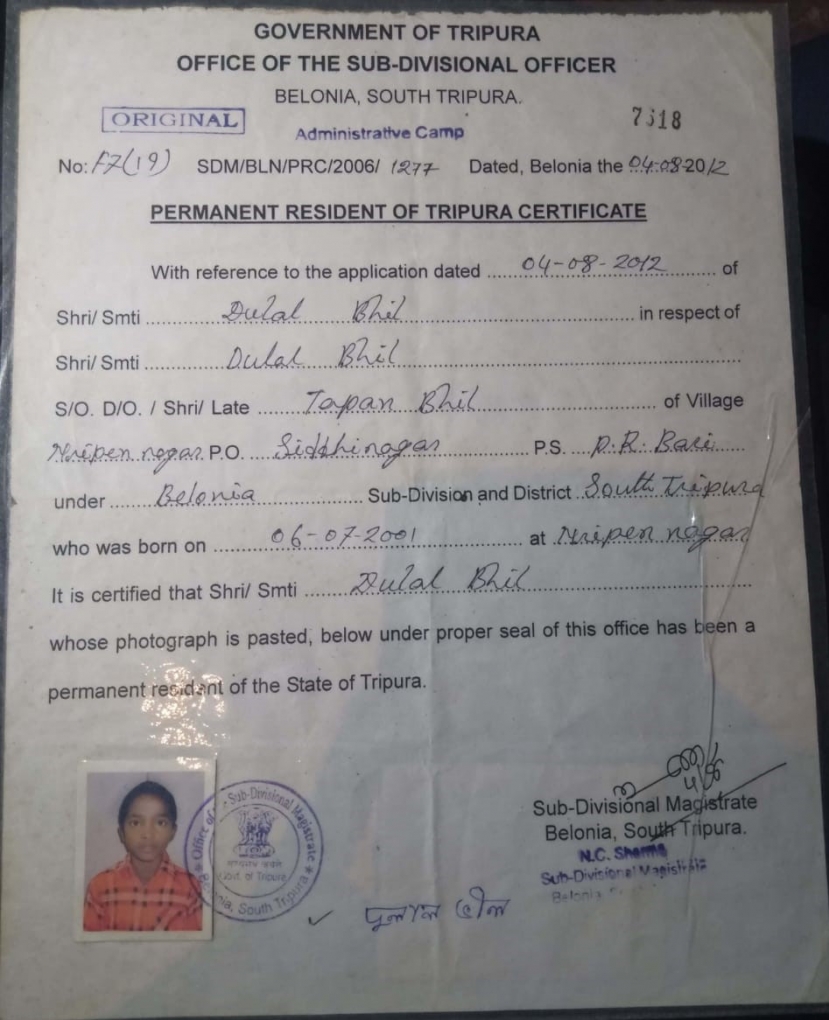 GOVERNMENT OF TRIPURA
OFFICE OF THE SUB-DIVISIONAL OFFICER
BELONIA, SOUTH TRIPURA.
ORIGINAL
7618
Administrative Camp
No: F7(19) SDM/BLN/PRC/2006/ 1277 Dated, Belonia the 04-08-2012
PERMANENT RESIDENT OF TRIPURA CERTIFICATE
With reference to the application dated 04-08-2012 of
Shri/ Smti Dulal Bhil in respect of
Shri/ Smti Dulal Bhil
S/O. D/O. / Shri/ Late Tapan Bhil of Village
Nripen nagar P.O. Siddhinagar P.S. P.R. Bari
under Belonia Sub-Division and District South Tripura
who was born on 06-07-2001 at Nripen nagar
It is certified that Shri/ Smti Dulal Bhil
whose photograph is pasted, below under proper seal of this office has been a
permanent resident of the State of Tripura.
Office of the Sub-Divisional Magistrate
सत्यमेव जयते
Govt. of Tripura
Belonia, South Tripura
Sub-Divisional Magistrate
Belonia, South Tripura.
N.C. Sharma
Sub-Divisional Magistrate
Belonia
দুলাল ভীল